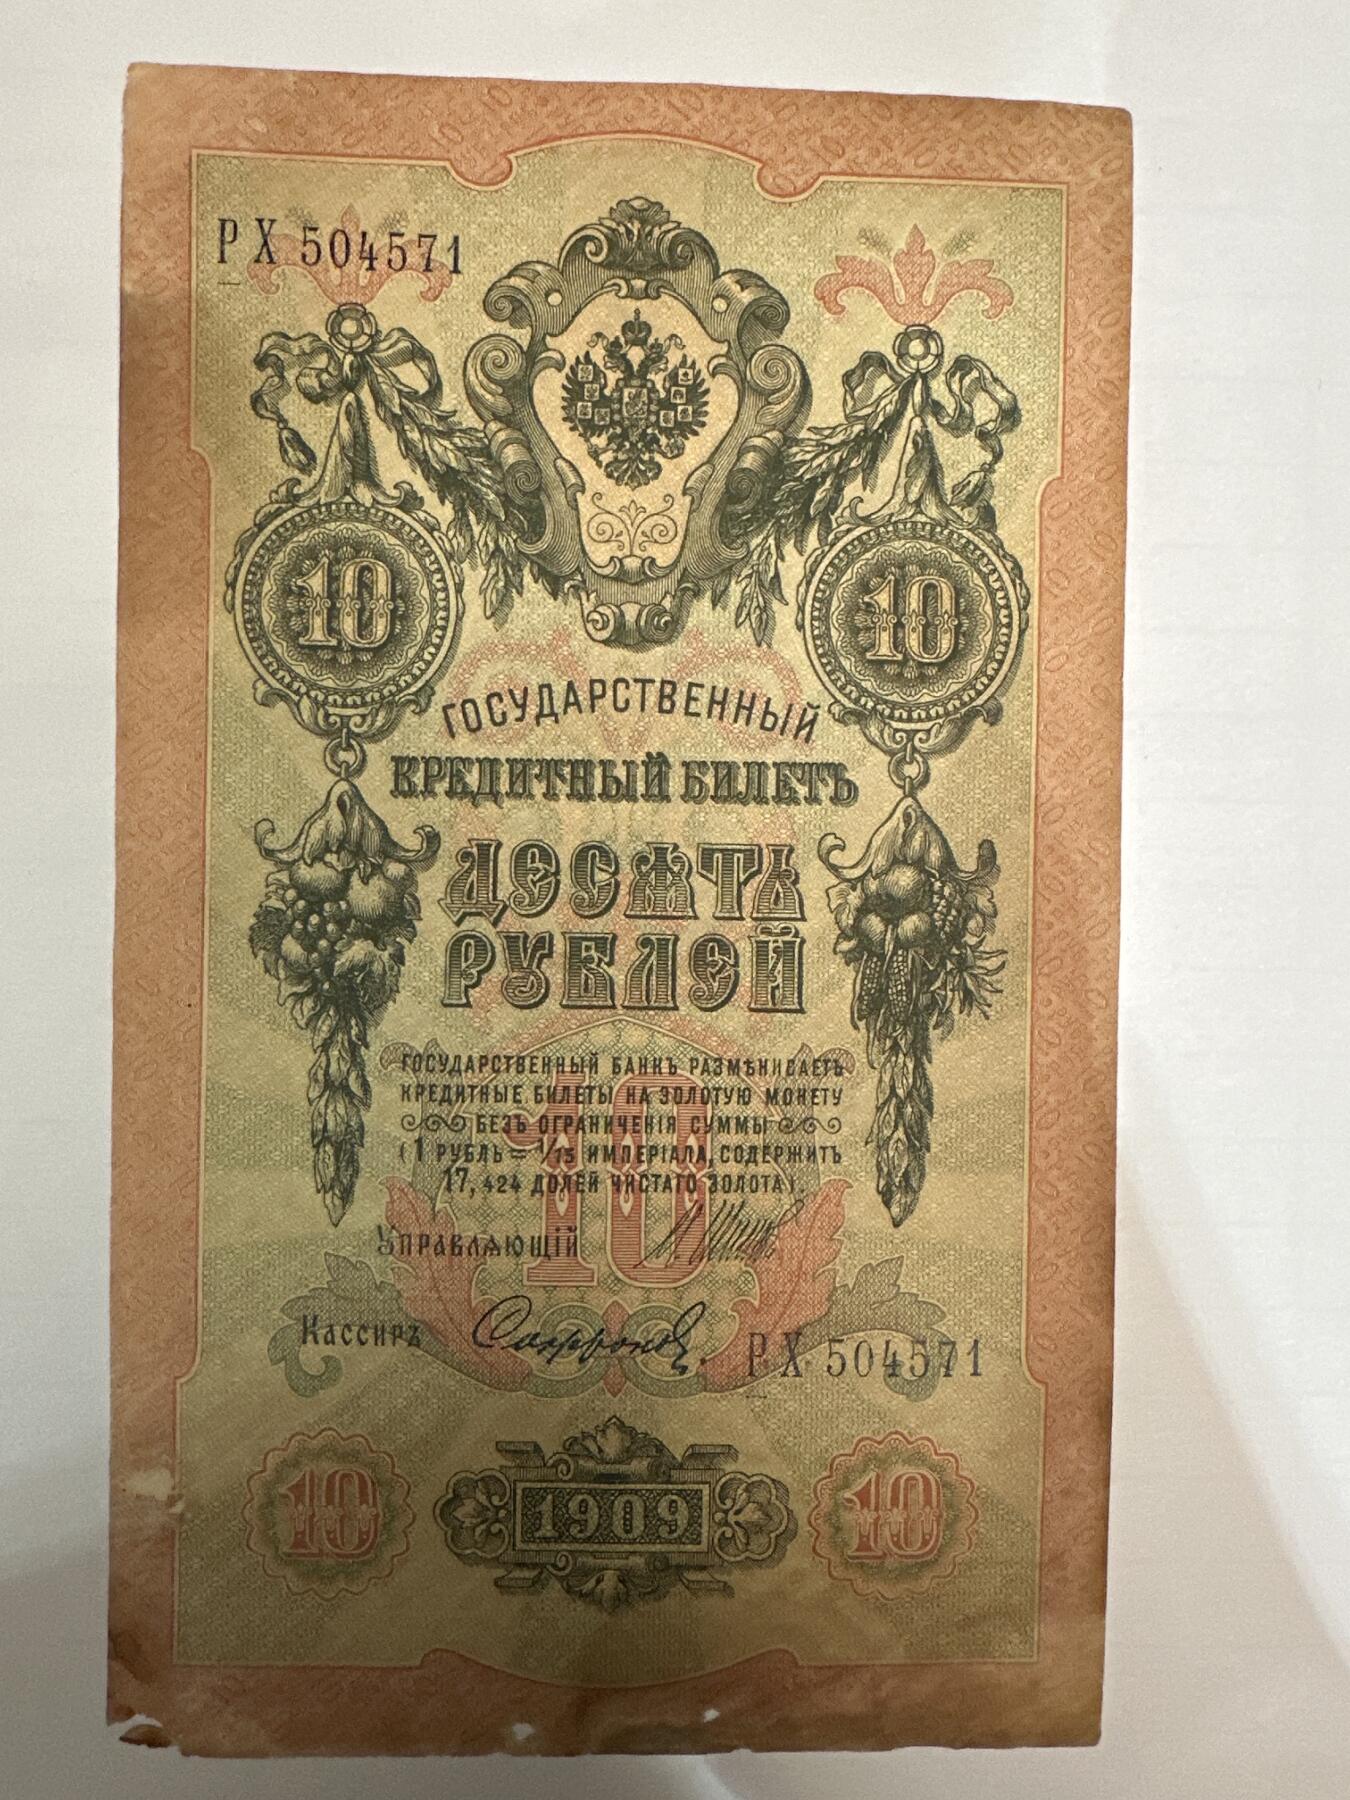 РХ 504571
10 10
ГОСУДАРСТВЕННЫЙ
КРЕДИТНЫЙ БИЛЕТЪ
ДЕСЯТЬ
РУБЛЕЙ
ГОСУДАРСТВЕННЫЙ БАНКЪ РАЗМѢНИВАЕТЪ
КРЕДИТНЫЕ БИЛЕТЫ НА ЗОЛОТУЮ МОНЕТУ
БЕЗЪ ОГРАНИЧЕНІЯ СУММЫ
(1 РУБЛЬ = 1/15 ИМПЕРІАЛА, СОДЕРЖИТЪ
17,424 ДОЛЕЙ ЧИСТАГО ЗОЛОТА).
10
УПРАВЛЯЮЩІЙ
КАССИРЪ Софроновъ.
РХ 504571
10 1909 10